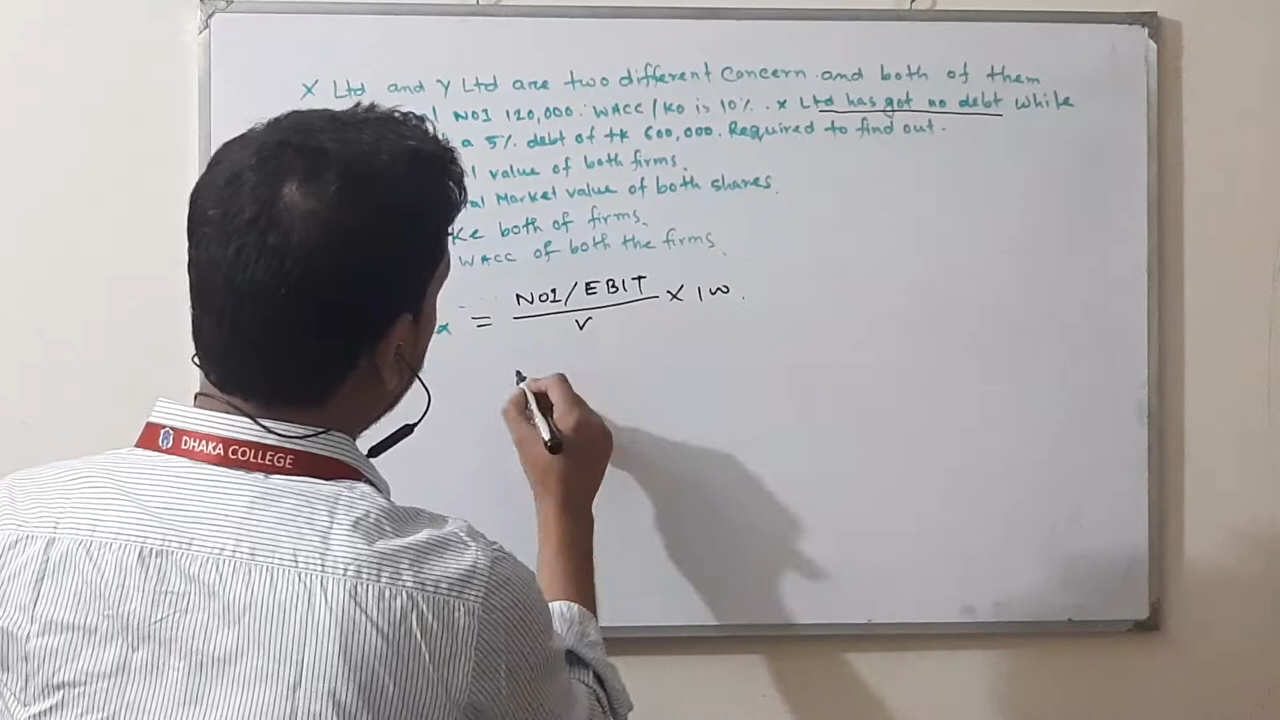 X Ltd and Y Ltd are two different concern and both of them
NOI 120,000. WACC/Ko is 10%. X Ltd has got no debt while
a 5% debt of tk 600,000. Required to find out.
value of both firms.
Market value of both shares.
Ke both of firms.
WACC of both the firms.
= NOI/EBIT
V
× 100.
DHAKA COLLEGE